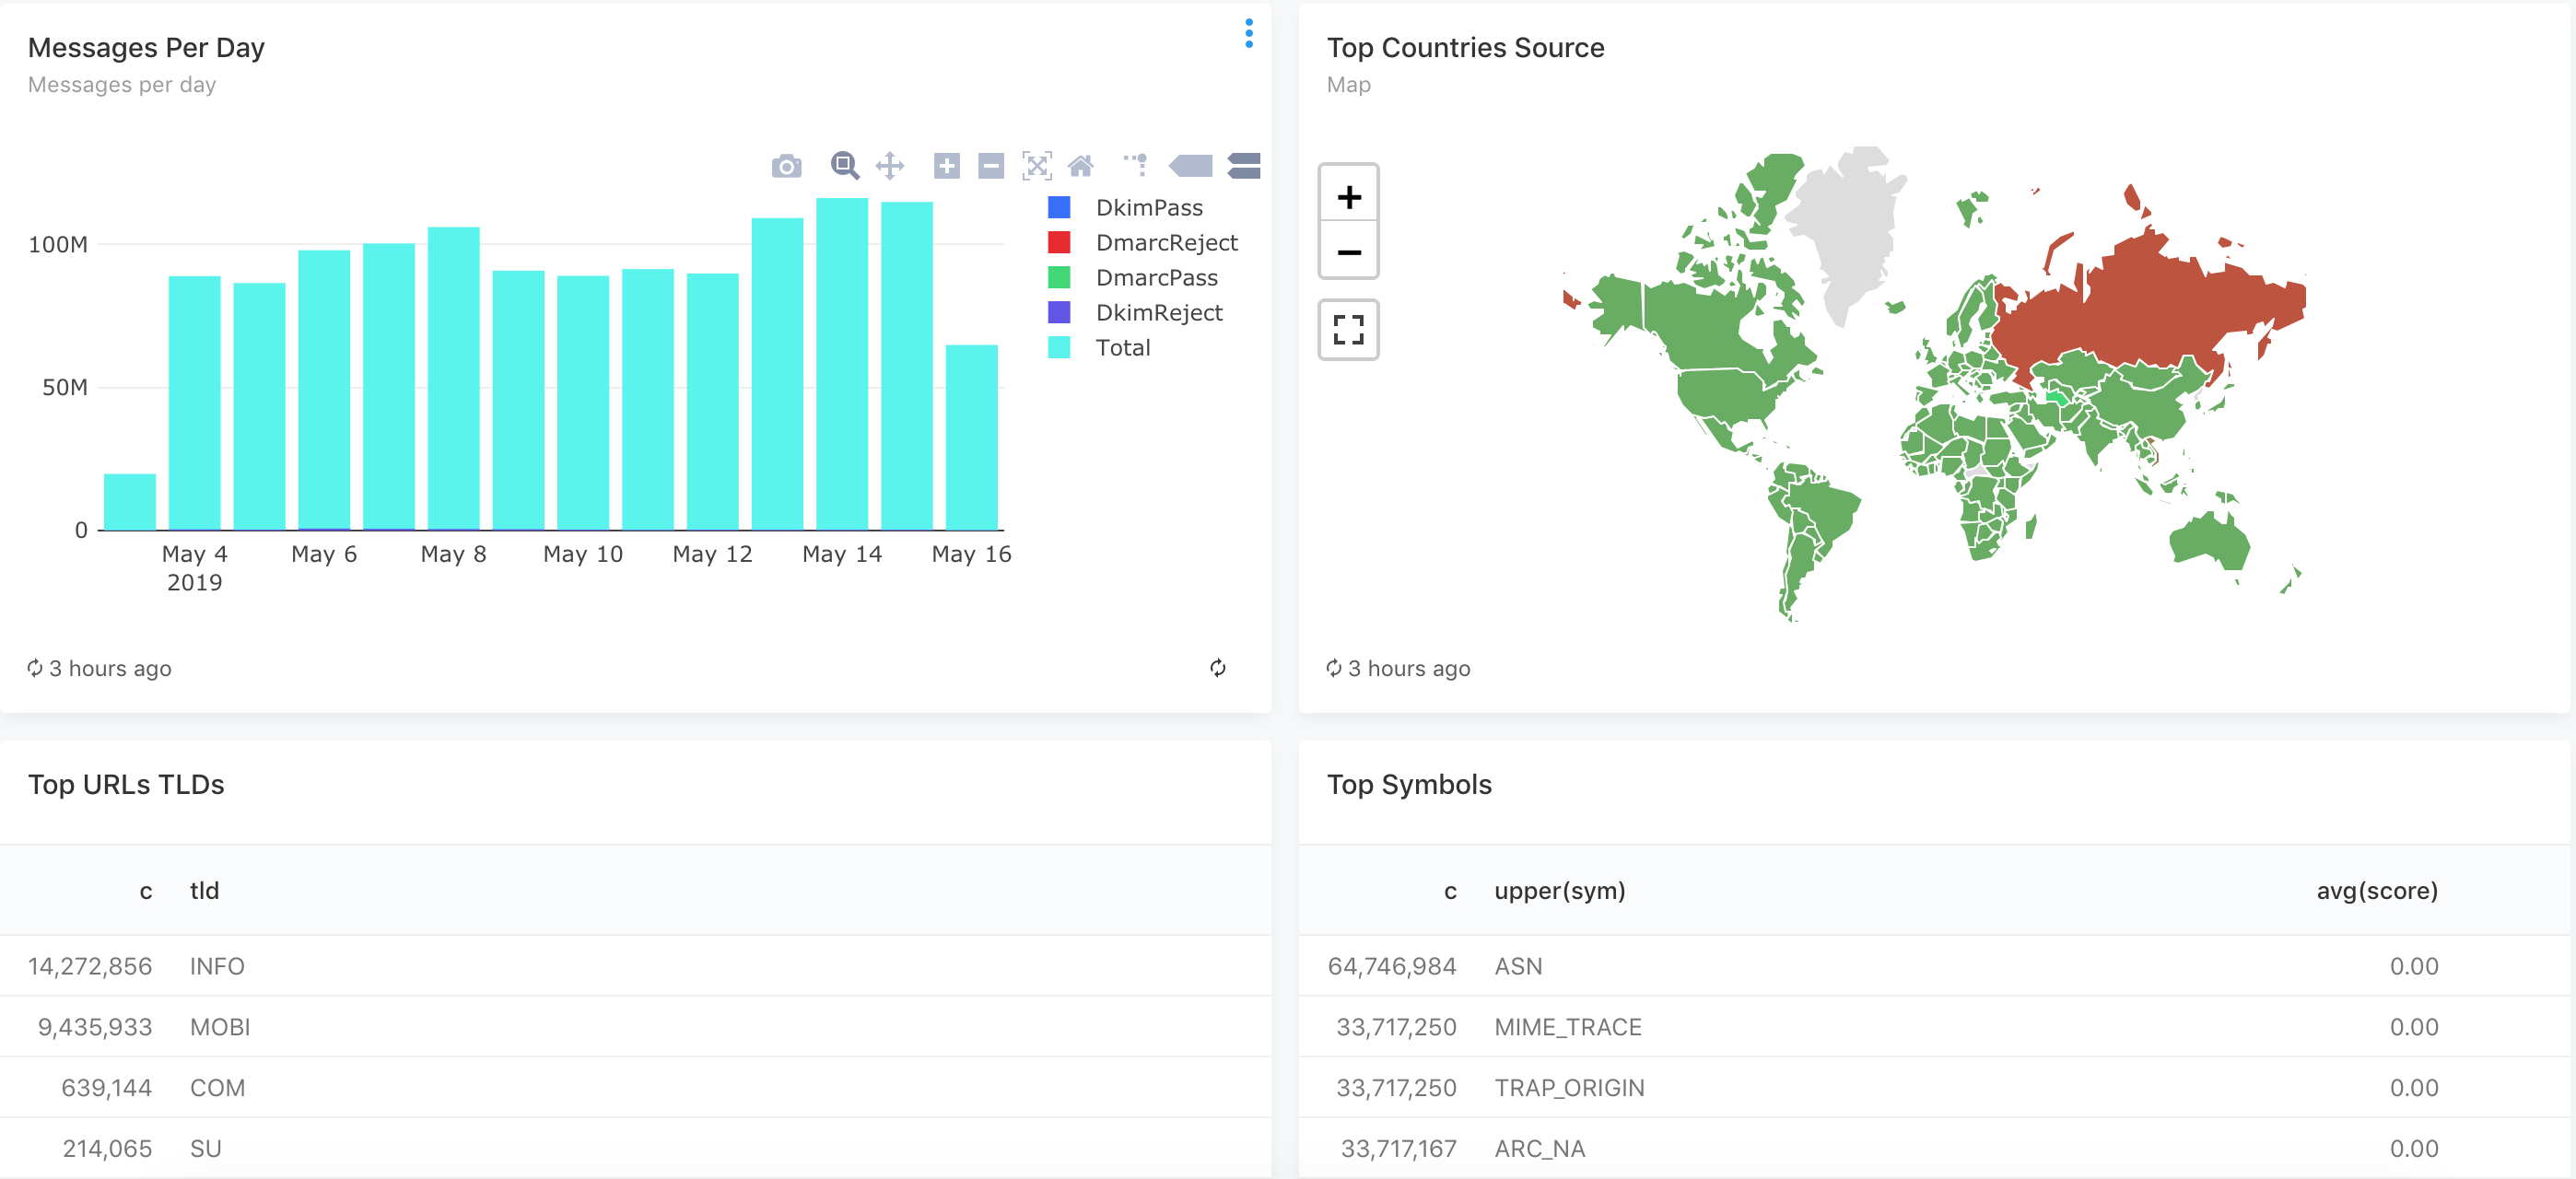 Messages Per Day
Messages per day
DkimPass
DmarcReject
DmarcPass
DkimReject
Total
100M
50M
0
May 4 May 6 May 8 May 10 May 12 May 14 May 16
2019
3 hours ago
Top Countries Source
Map
+
−
3 hours ago
Top URLs TLDs
c tld
14,272,856 INFO
9,435,933 MOBI
639,144 COM
214,065 SU
Top Symbols
c upper(sym) avg(score)
64,746,984 ASN 0.00
33,717,250 MIME_TRACE 0.00
33,717,250 TRAP_ORIGIN 0.00
33,717,167 ARC_NA 0.00